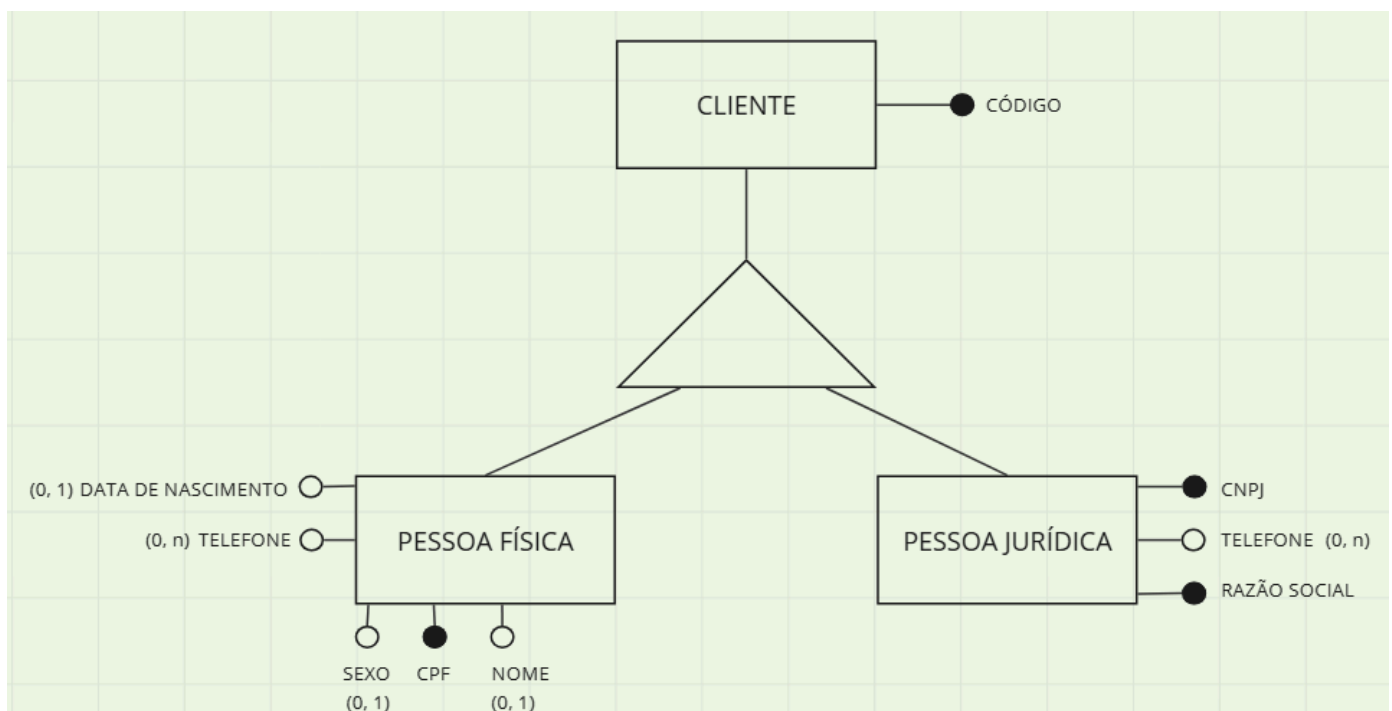 CLIENTE
CÓDIGO
(0, 1) DATA DE NASCIMENTO
(0, n) TELEFONE
PESSOA FÍSICA
SEXO
(0, 1)
CPF
NOME
(0, 1)
PESSOA JURÍDICA
CNPJ
TELEFONE (0, n)
RAZÃO SOCIAL